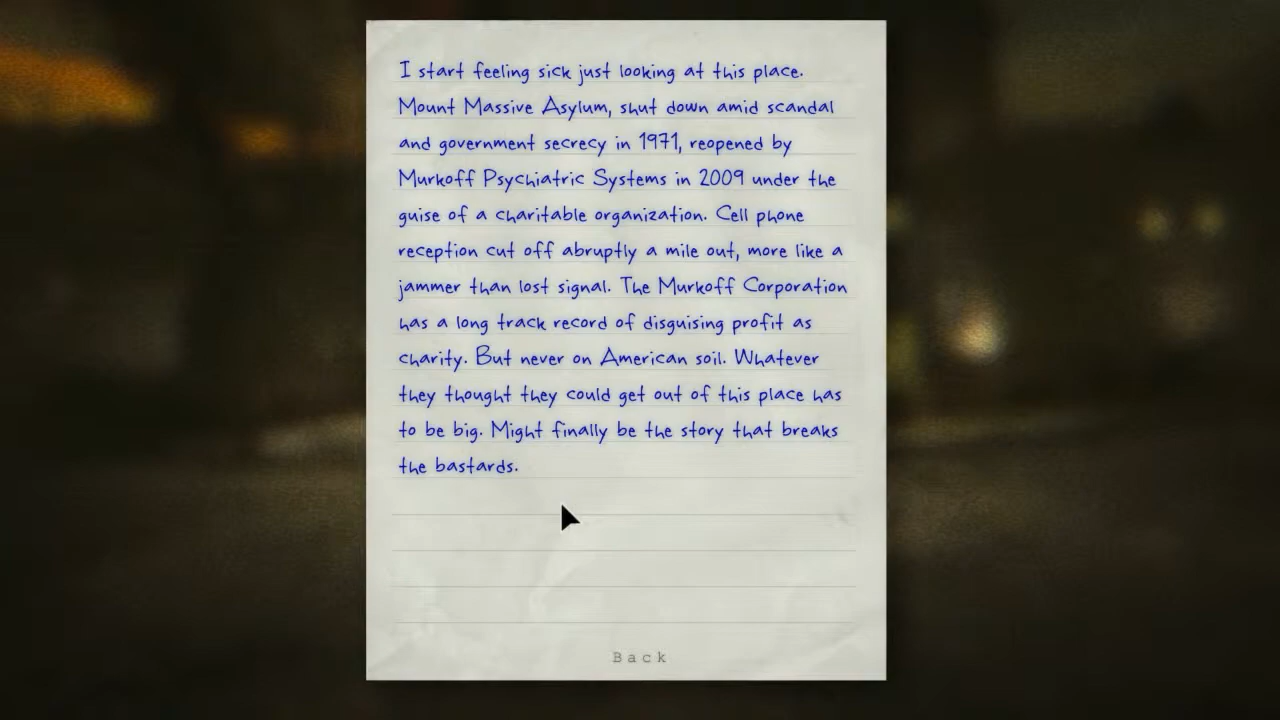 I start feeling sick just looking at this place.
Mount Massive Asylum, shut down amid scandal
and government secrecy in 1971, reopened by
Murkoff Psychiatric Systems in 2009 under the
guise of a charitable organization. Cell phone
reception cut off abruptly a mile out, more like a
jammer than lost signal. The Murkoff Corporation
has a long track record of disguising profit as
charity. But never on American soil. Whatever
they thought they could get out of this place has
to be big. Might finally be the story that breaks
the bastards.
Back